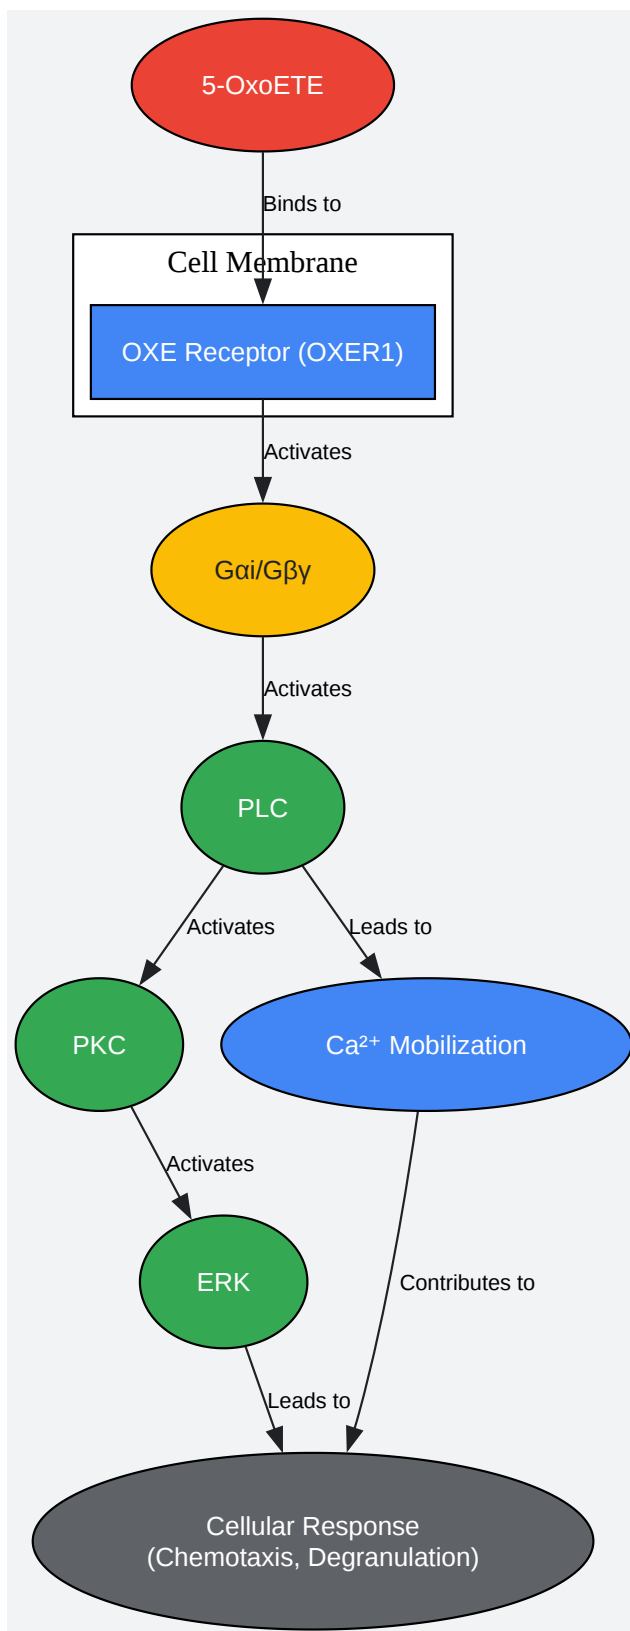 5-OxoETE
Binds to
Cell Membrane
OXE Receptor (OXER1)
Activates
Gαi/Gβγ
Activates
PLC
Activates
Leads to
PKC
Ca²⁺ Mobilization
Activates
ERK
Contributes to
Leads to
Cellular Response
(Chemotaxis, Degranulation)